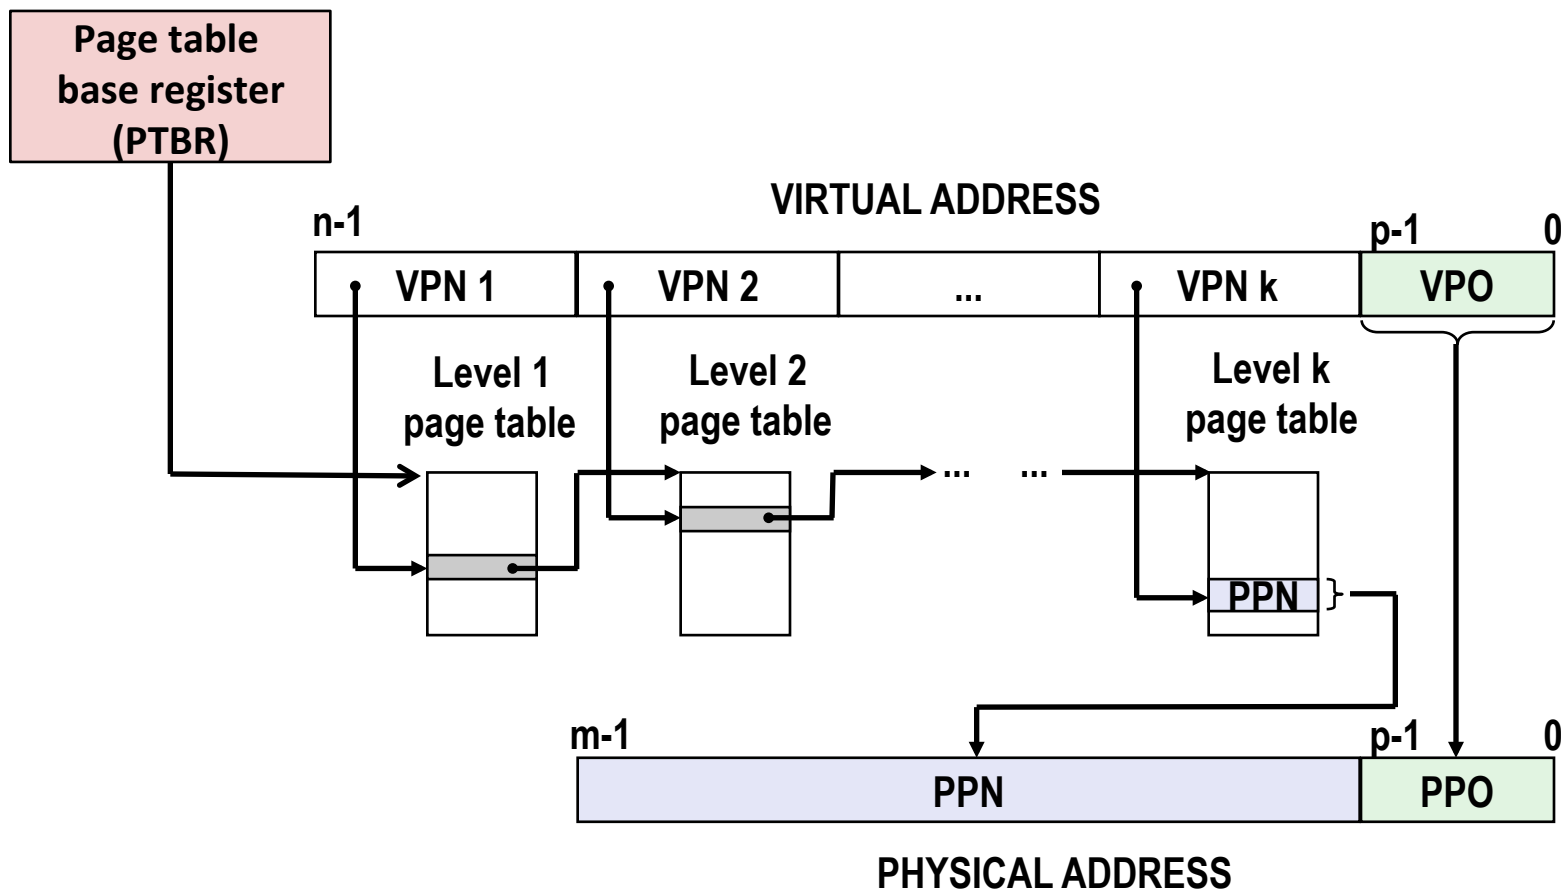 Page table
base register
(PTBR)
VIRTUAL ADDRESS
n-1 p-1 0
VPN 1 VPN 2 ... VPN k VPO
Level 1
page table
Level 2
page table
Level k
page table
... ...
PPN
m-1 p-1 0
PPN PPO
PHYSICAL ADDRESS